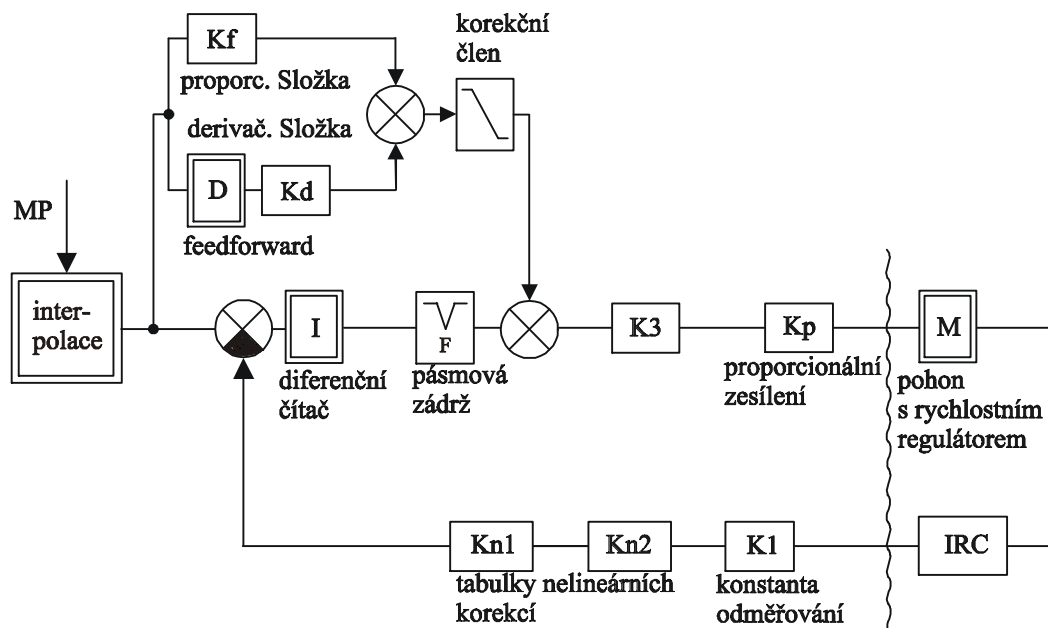 korekční
člen
Kf
proporc. Složka
derivač. Složka
D
Kd
feedforward
MP
inter-
polace
I
diferenční
čítač
F
pásmová
zádrž
K3
Kp
proporcionální
zesílení
M
pohon
s rychlostním
regulátorem
Kn1
Kn2
tabulky nelineárních
korekcí
K1
konstanta
odměřování
IRC